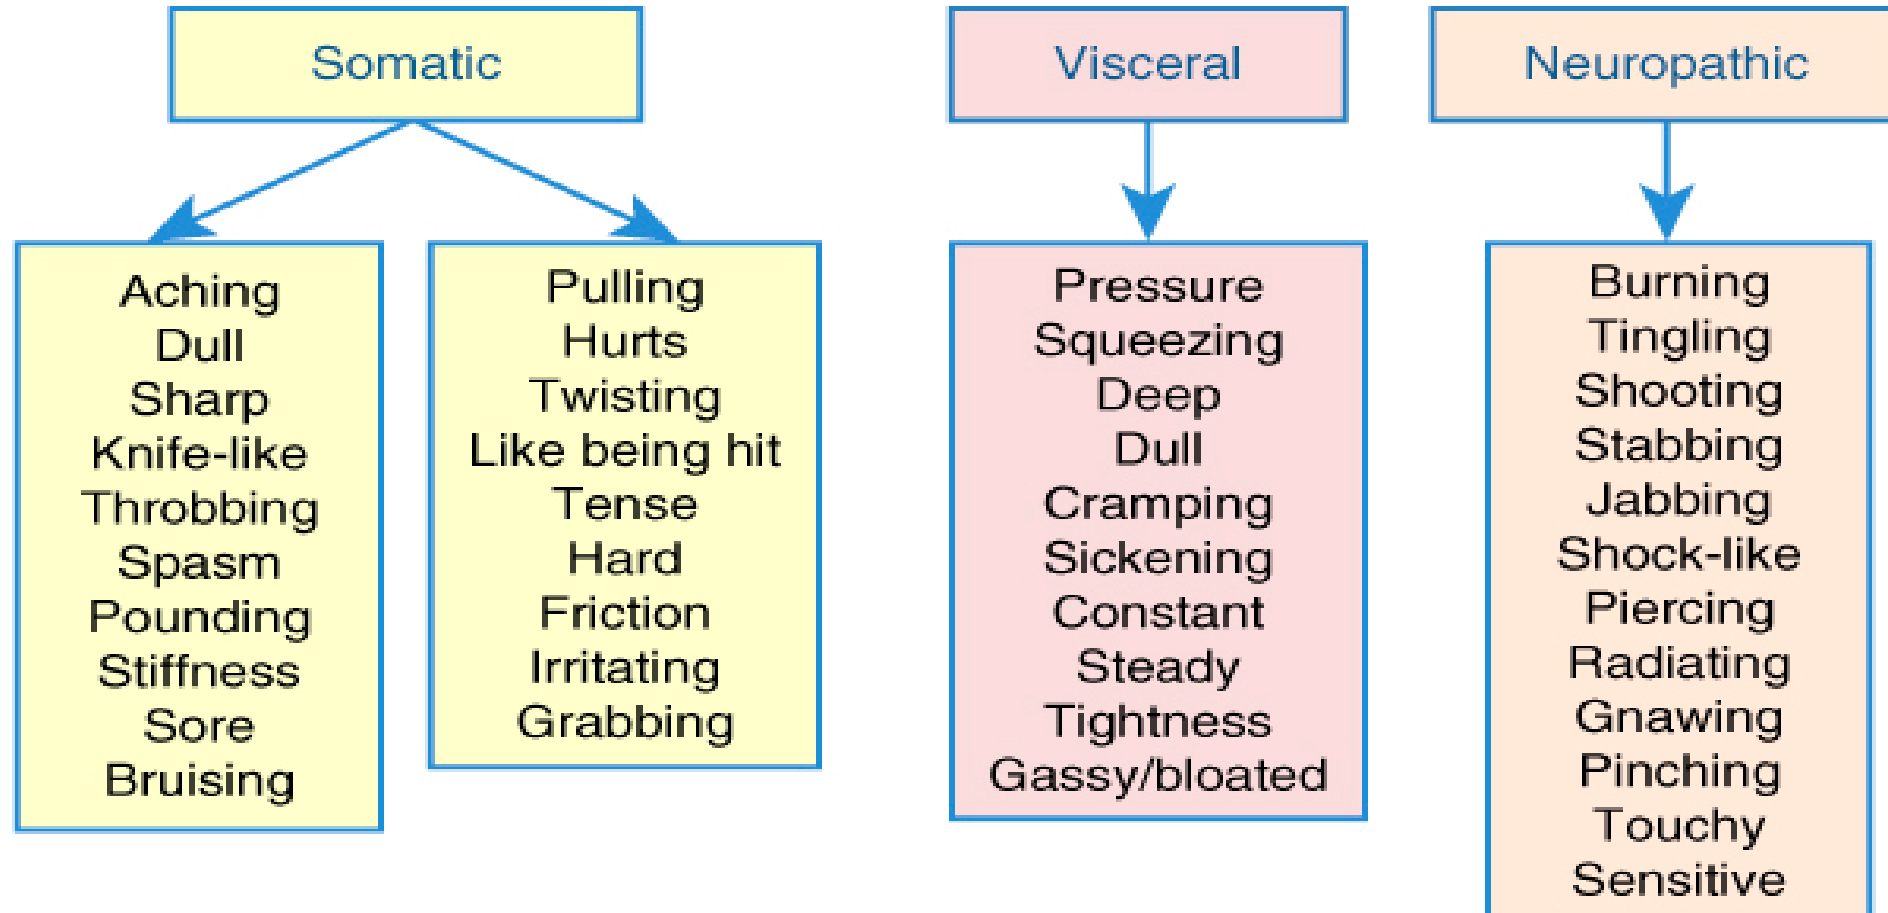 Somatic
Aching
Dull
Sharp
Knife-like
Throbbing
Spasm
Pounding
Stiffness
Sore
Bruising
Pulling
Hurts
Twisting
Like being hit
Tense
Hard
Friction
Irritating
Grabbing
Visceral
Pressure
Squeezing
Deep
Dull
Cramping
Sickening
Constant
Steady
Tightness
Gassy/bloated
Neuropathic
Burning
Tingling
Shooting
Stabbing
Jabbing
Shock-like
Piercing
Radiating
Gnawing
Pinching
Touchy
Sensitive